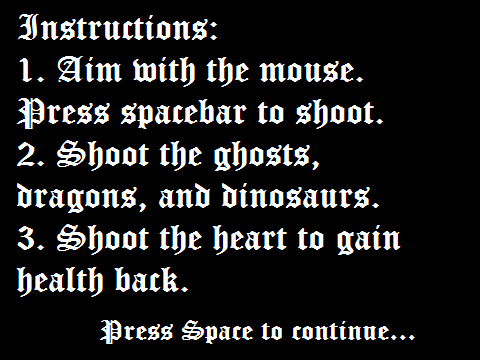 Instructions:
1. Aim with the mouse.
Press spacebar to shoot.
2. Shoot the ghosts,
dragons, and dinosaurs.
3. Shoot the heart to gain
health back.
Press Space to continue...